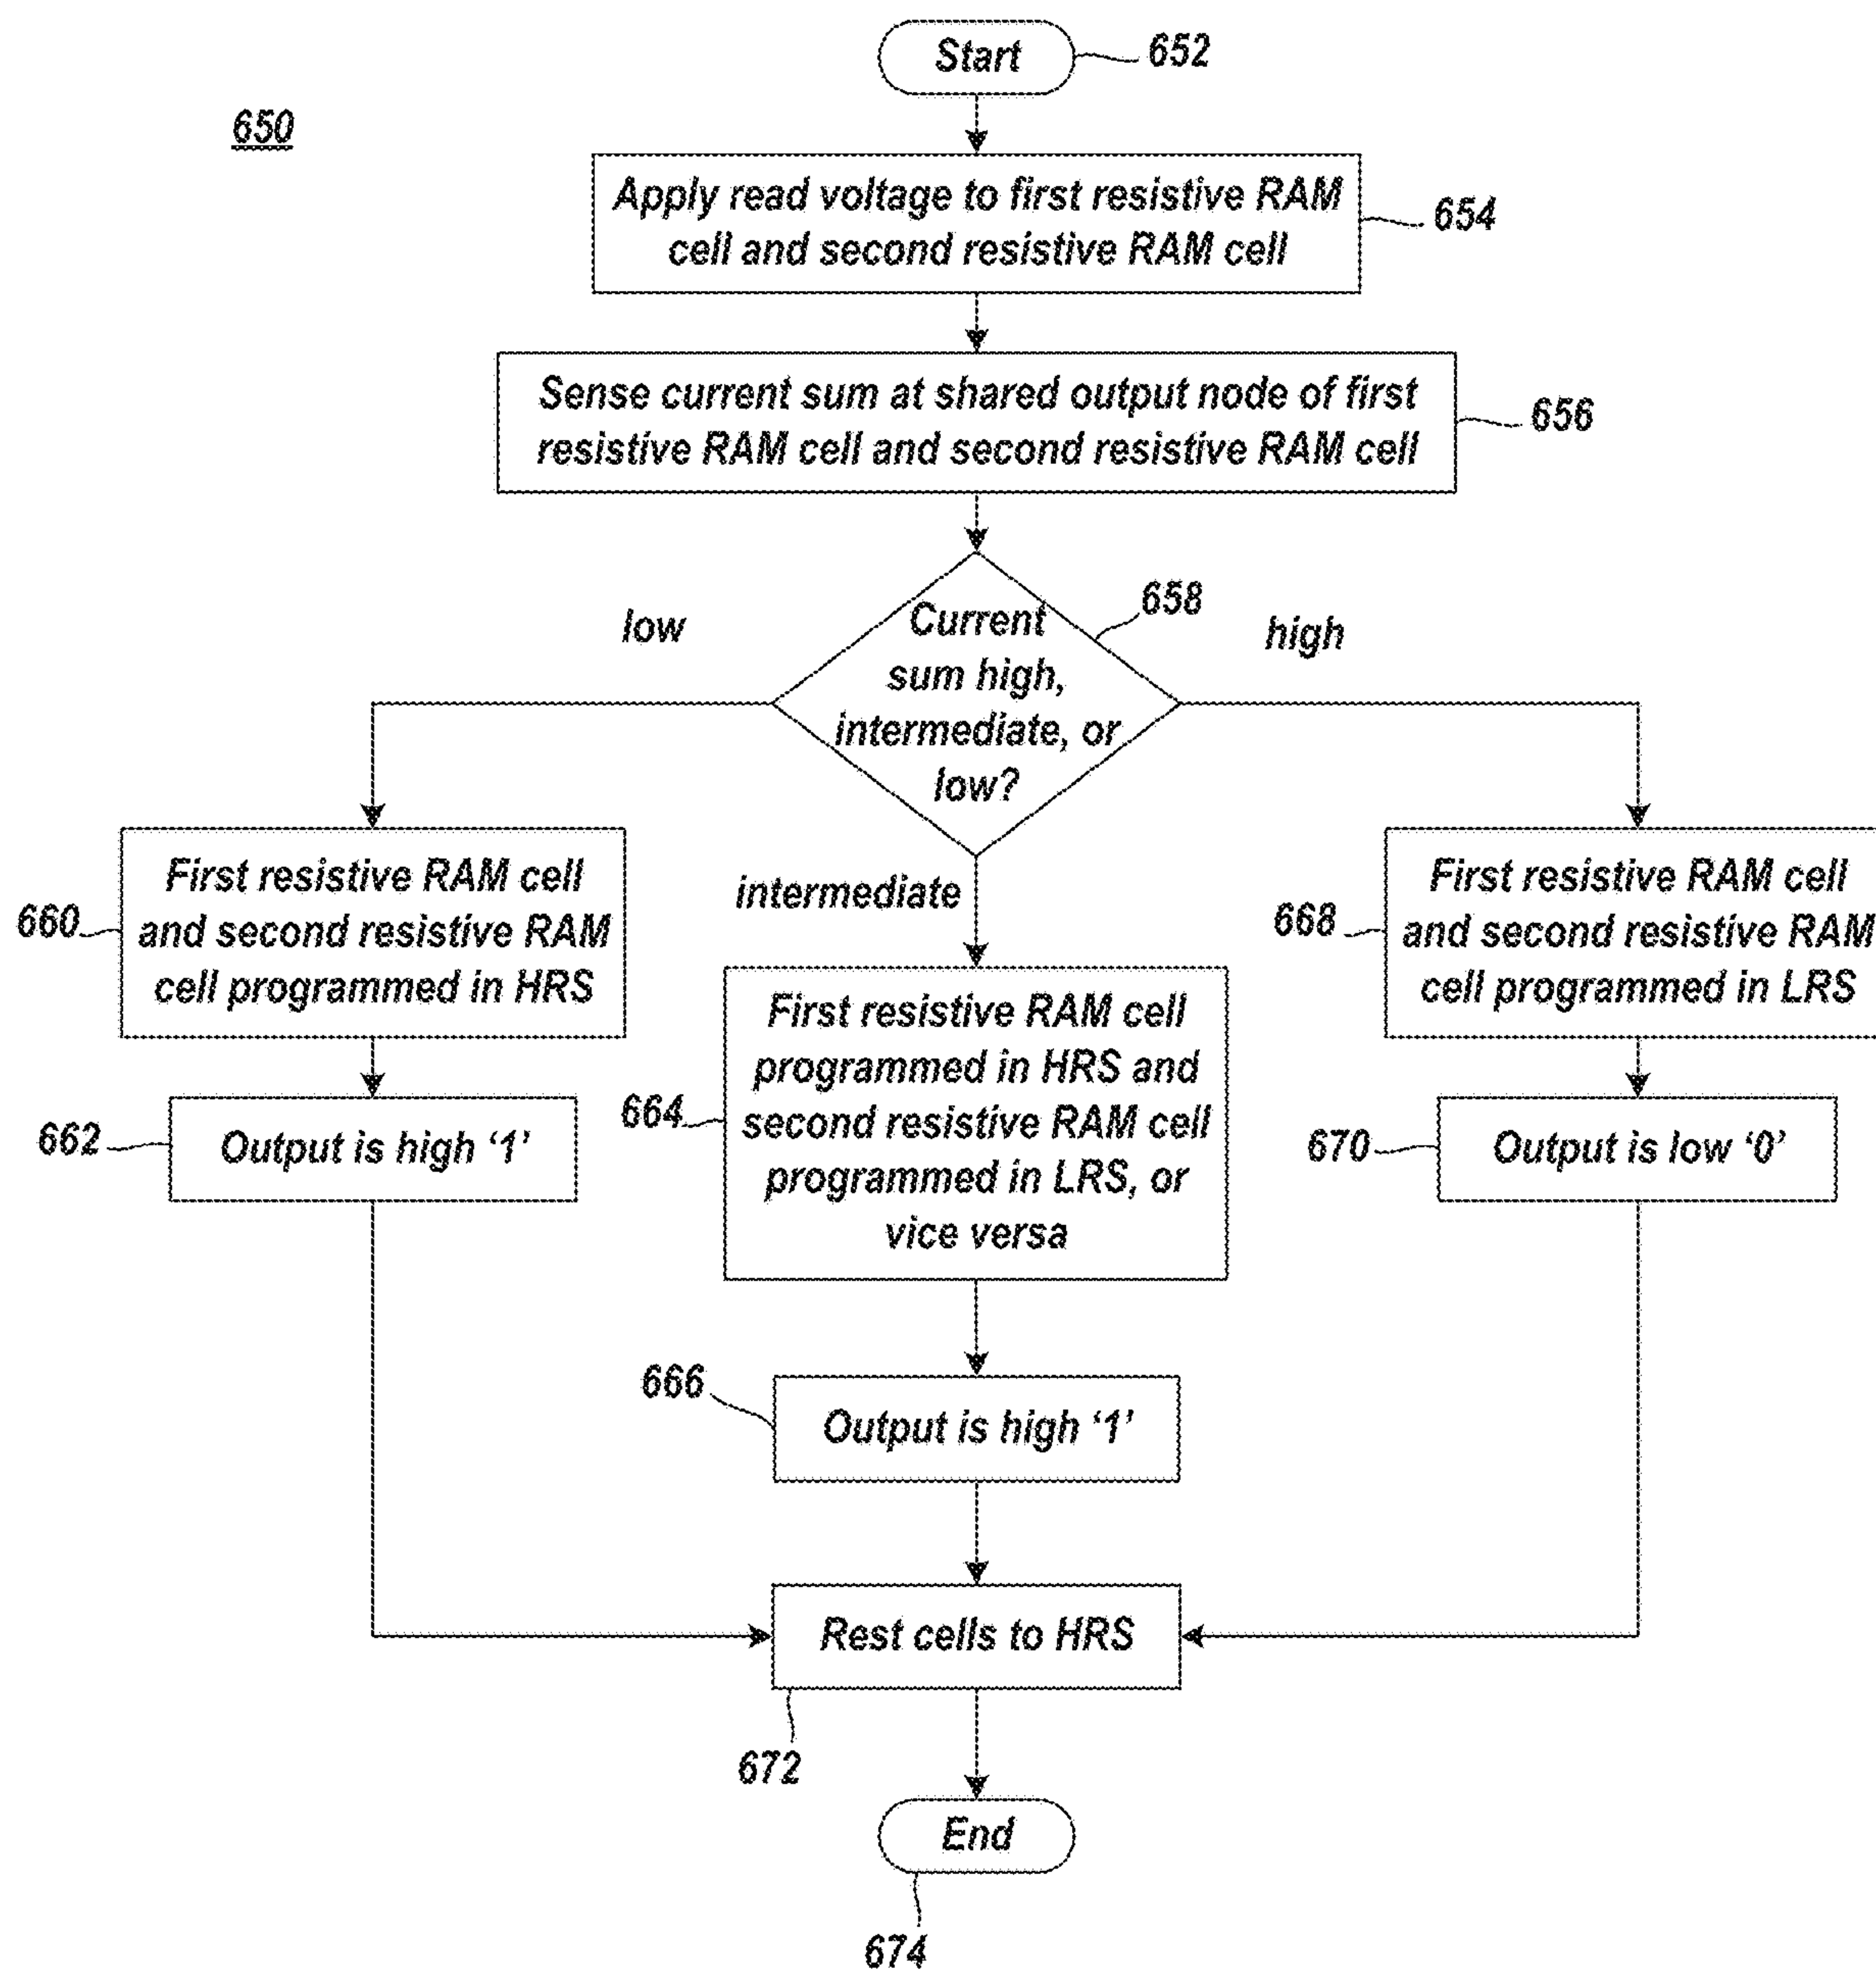 Start
652
650
Apply read voltage to first resistive RAM
cell and second resistive RAM cell
654
Sense current sum at shared output node of first
resistive RAM cell and second resistive RAM cell
656
Current
sum high,
intermediate, or
low?
658
low
high
intermediate
First resistive RAM cell
and second resistive RAM
cell programmed in HRS
660
Output is high ‘1’
662
First resistive RAM cell
programmed in HRS and
second resistive RAM cell
programmed in LRS, or
vice versa
664
Output is high ‘1’
666
First resistive RAM cell
and second resistive RAM
cell programmed in LRS
668
Output is low ‘0’
670
Rest cells to HRS
672
End
674